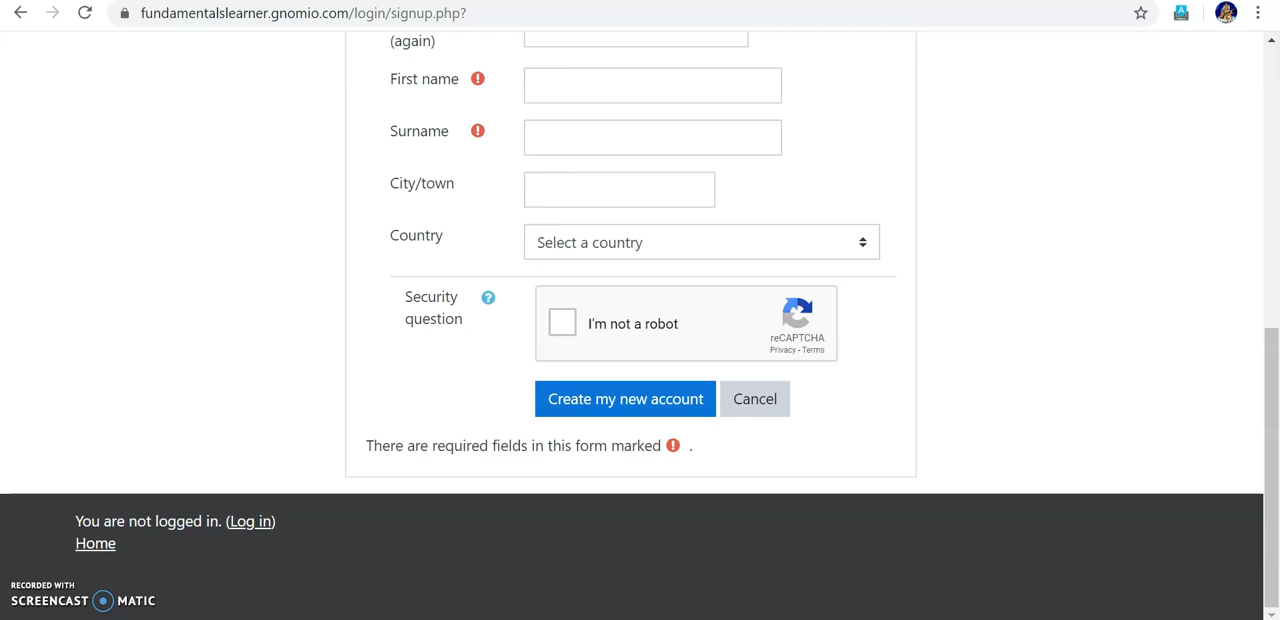 fundamentalslearner.gnomio.com/login/signup.php?
(again)
First name
Surname
City/town
Country
Select a country
Security
question
I'm not a robot
reCAPTCHA
Privacy - Terms
Create my new account
Cancel
There are required fields in this form marked .
You are not logged in. (Log in)
Home
RECORDED WITH
SCREENCAST MATIC